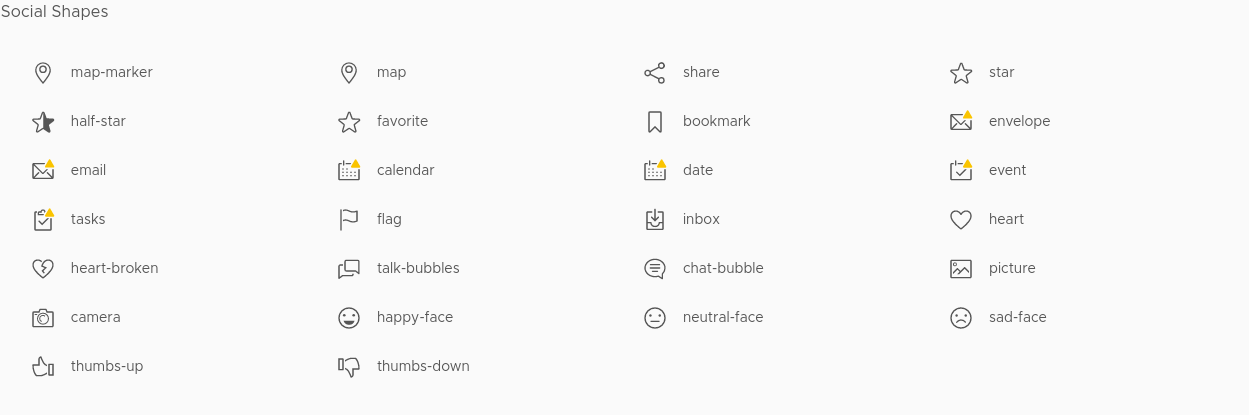 Social Shapes
map-marker
map
share
star
half-star
favorite
bookmark
envelope
email
calendar
date
event
tasks
flag
inbox
heart
heart-broken
talk-bubbles
chat-bubble
picture
camera
happy-face
neutral-face
sad-face
thumbs-up
thumbs-down